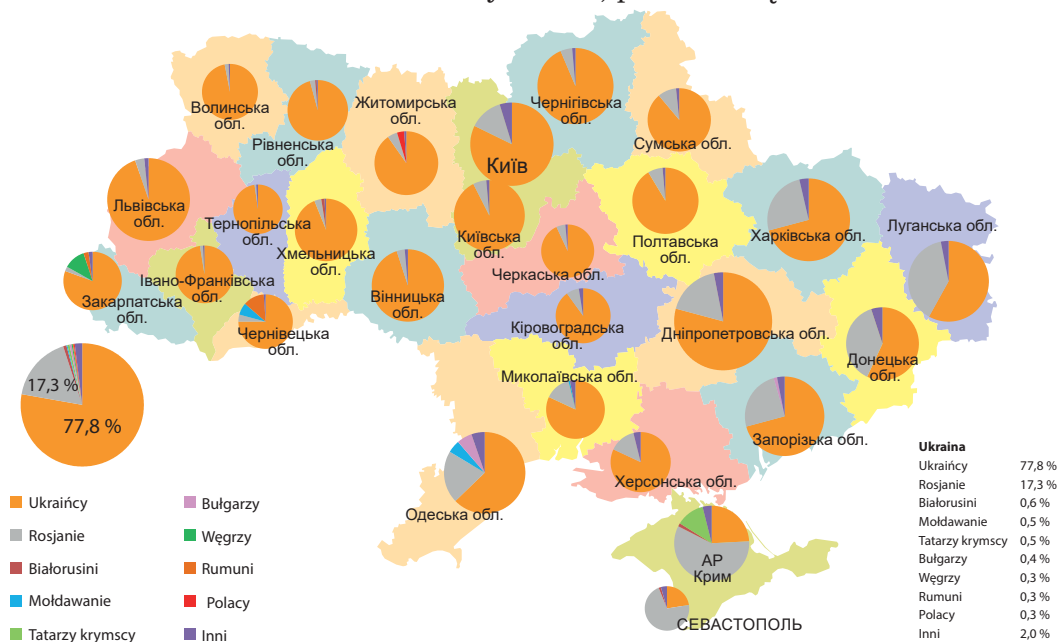 Волинська
обл.
Рівненська
обл.
Житомирська
обл.
Київ
Чернігівська
обл.
Сумська обл.
Львівська
обл.
Тернопільська
обл.
Хмельницька
обл.
Київська
обл.
Черкаська обл.
Полтавська
обл.
Харківська обл.
Луганська обл.
Закарпатська
обл.
Івано-Франківська
обл.
Чернівецька
обл.
Вінницька
обл.
Кіровоградська
обл.
Дніпропетровська обл.
Донецька
обл.
Миколаївська обл.
Запорізька обл.
Херсонська обл.
Одеська обл.
АР
Крим
СЕВАСТОПОЛЬ
17,3 %
77,8 %
Ukraińcy
Rosjanie
Białorusini
Mołdawanie
Tatarzy krymscy
Bułgarzy
Węgrzy
Rumuni
Polacy
Inni
Ukraina
Ukraińcy 77,8 %
Rosjanie 17,3 %
Białorusini 0,6 %
Mołdawanie 0,5 %
Tatarzy krymscy 0,5 %
Bułgarzy 0,4 %
Węgrzy 0,3 %
Rumuni 0,3 %
Polacy 0,3 %
Inni 2,0 %